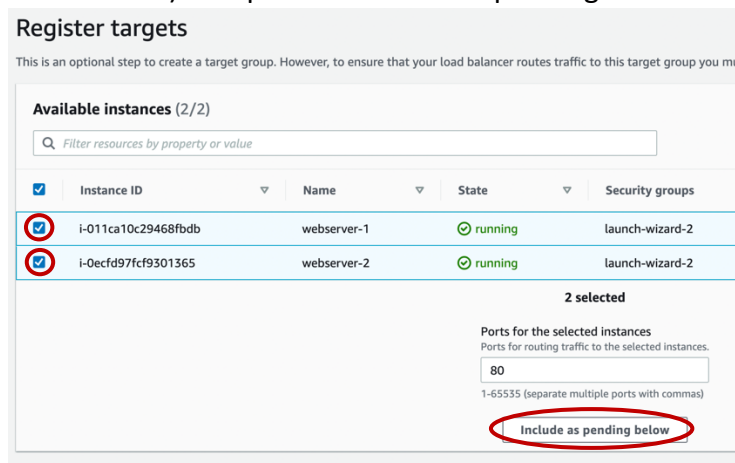 Register targets
This is an optional step to create a target group. However, to ensure that your load balancer routes traffic to this target group you
Available instances (2/2)
Filter resources by property or value
Instance ID Name State Security groups
i-011ca10c29468fbdb webserver-1 running launch-wizard-2
i-0ecfd97fcf9301365 webserver-2 running launch-wizard-2
2 selected
Ports for the selected instances
Ports for routing traffic to the selected instances.
80
1-65535 (separate multiple ports with commas)
Include as pending below